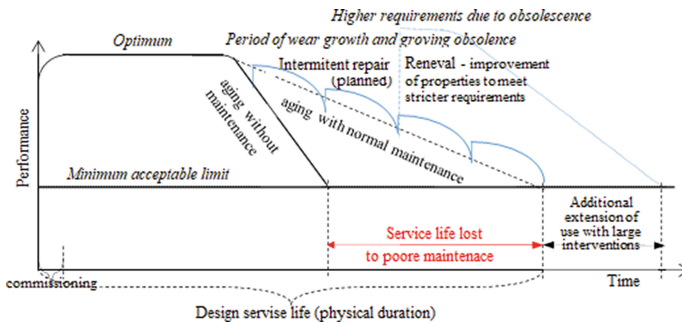 Higher requirements due to obsolescence
Optimum
Period of wear growth and growing obsolence
Intermitent repair
(planned)
Reneval - improvement
of properties to meet
stricter requirements
aging without
maintenance
aging with normal maintenance
Performance
Minimum acceptable limit
Service life lost
to poore maintenace
Additional
extension of
use with large
interventions
Time
commissioning
Design servise life (physical duration)